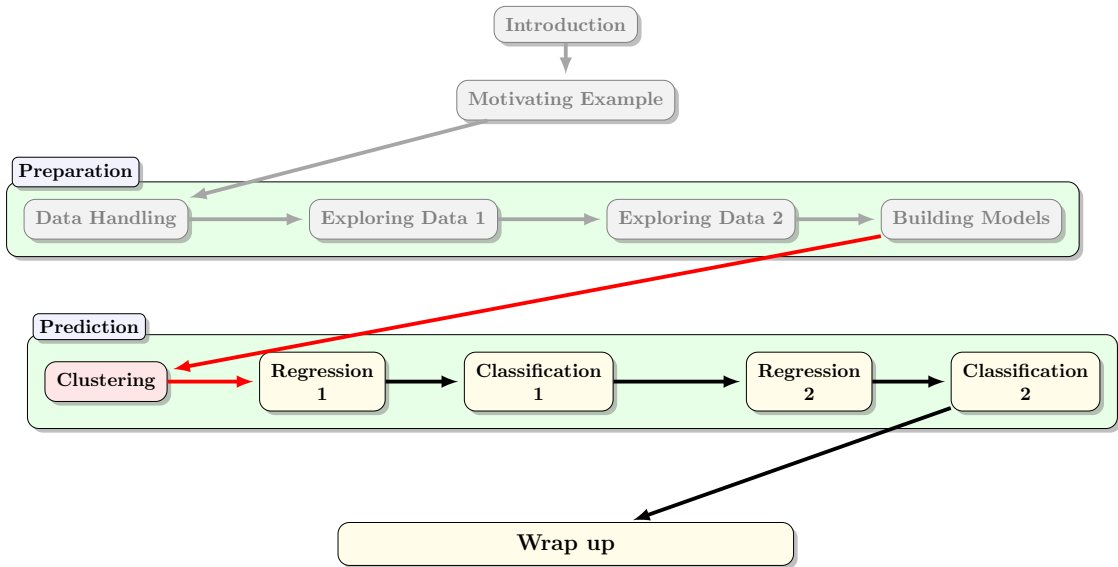 Introduction
Motivating Example
Preparation
Data Handling
Exploring Data 1
Exploring Data 2
Building Models
Prediction
Clustering
Regression
1
Classification
1
Regression
2
Classification
2
Wrap up